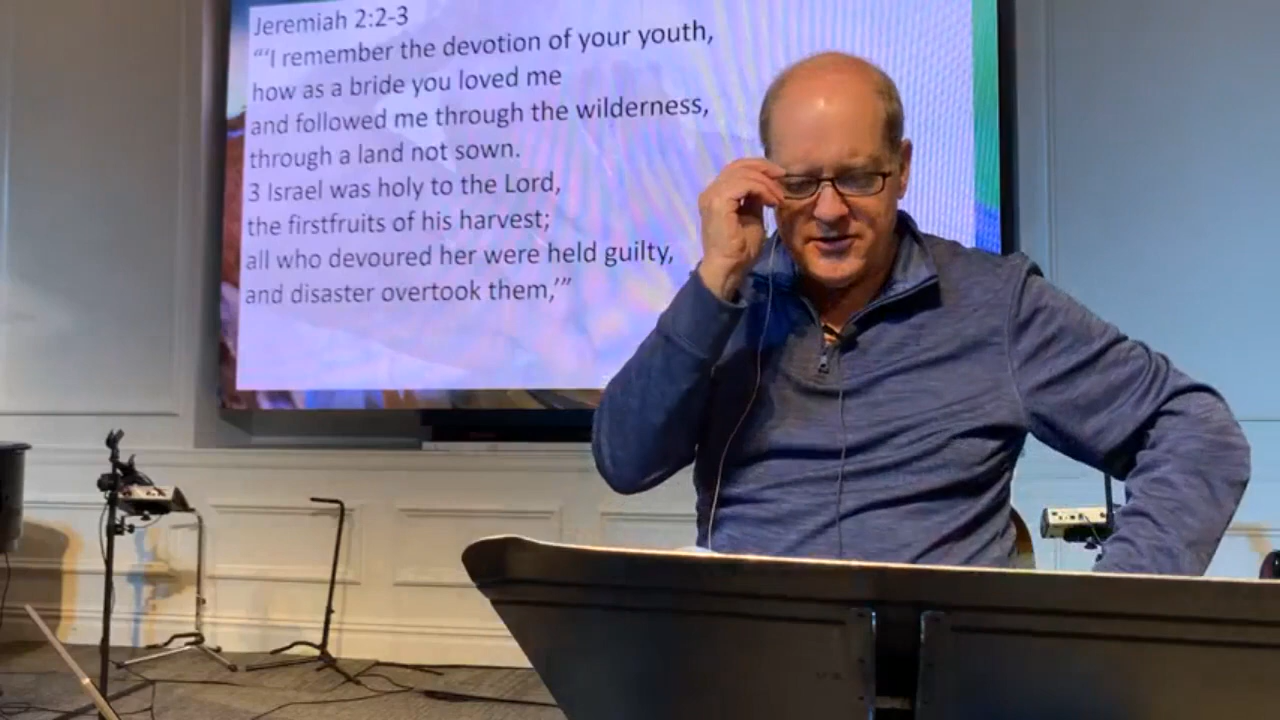 Jeremiah 2:2-3
“‘I remember the devotion of your youth,
how as a bride you loved me
and followed me through the wilderness,
through a land not sown.
3 Israel was holy to the Lord,
the firstfruits of his harvest;
all who devoured her were held guilty,
and disaster overtook them,’”